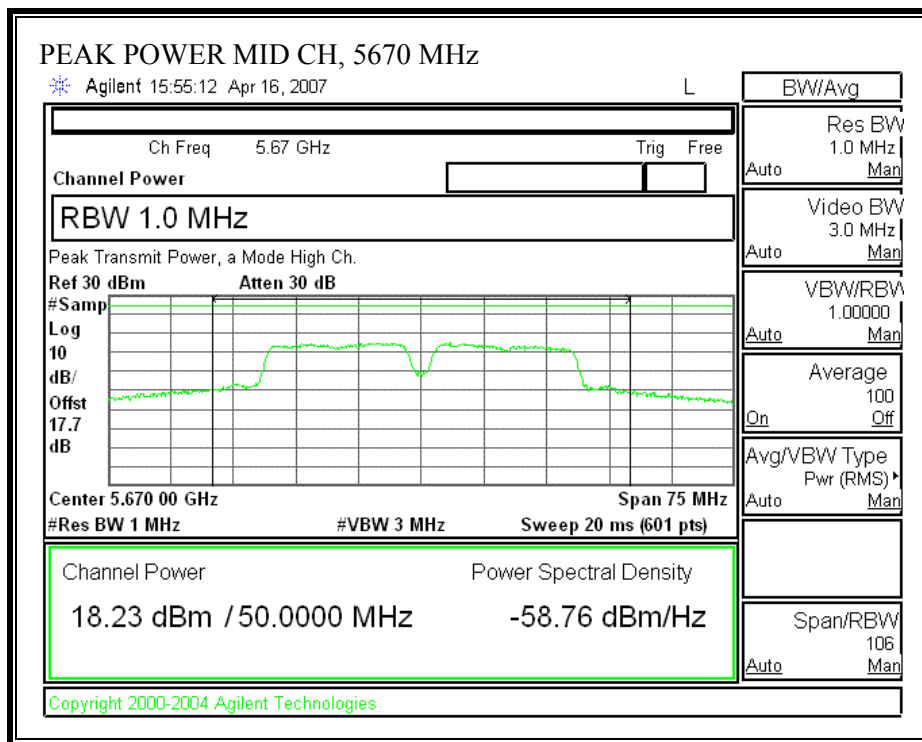 PEAK POWER MID CH, 5670 MHz
Agilent 15:55:12 Apr 16, 2007 L
Ch Freq 5.67 GHz Trig Free
Channel Power
RBW 1.0 MHz
Peak Transmit Power, a Mode High Ch.
Ref 30 dBm Atten 30 dB
#Samp
Log
10
dB/
Offst
17.7
dB
Center 5.670 00 GHz Span 75 MHz
#Res BW 1 MHz #VBW 3 MHz Sweep 20 ms (601 pts)
Channel Power Power Spectral Density
18.23 dBm / 50.0000 MHz -58.76 dBm/Hz
Copyright 2000-2004 Agilent Technologies
BW/Avg
Res BW
1.0 MHz
Auto Man
Video BW
3.0 MHz
Auto Man
VBW/RBW
1.00000
Auto Man
Average
100
On Off
Avg/VBW Type
Pwr (RMS)
Auto Man
Span/RBW
106
Auto Man